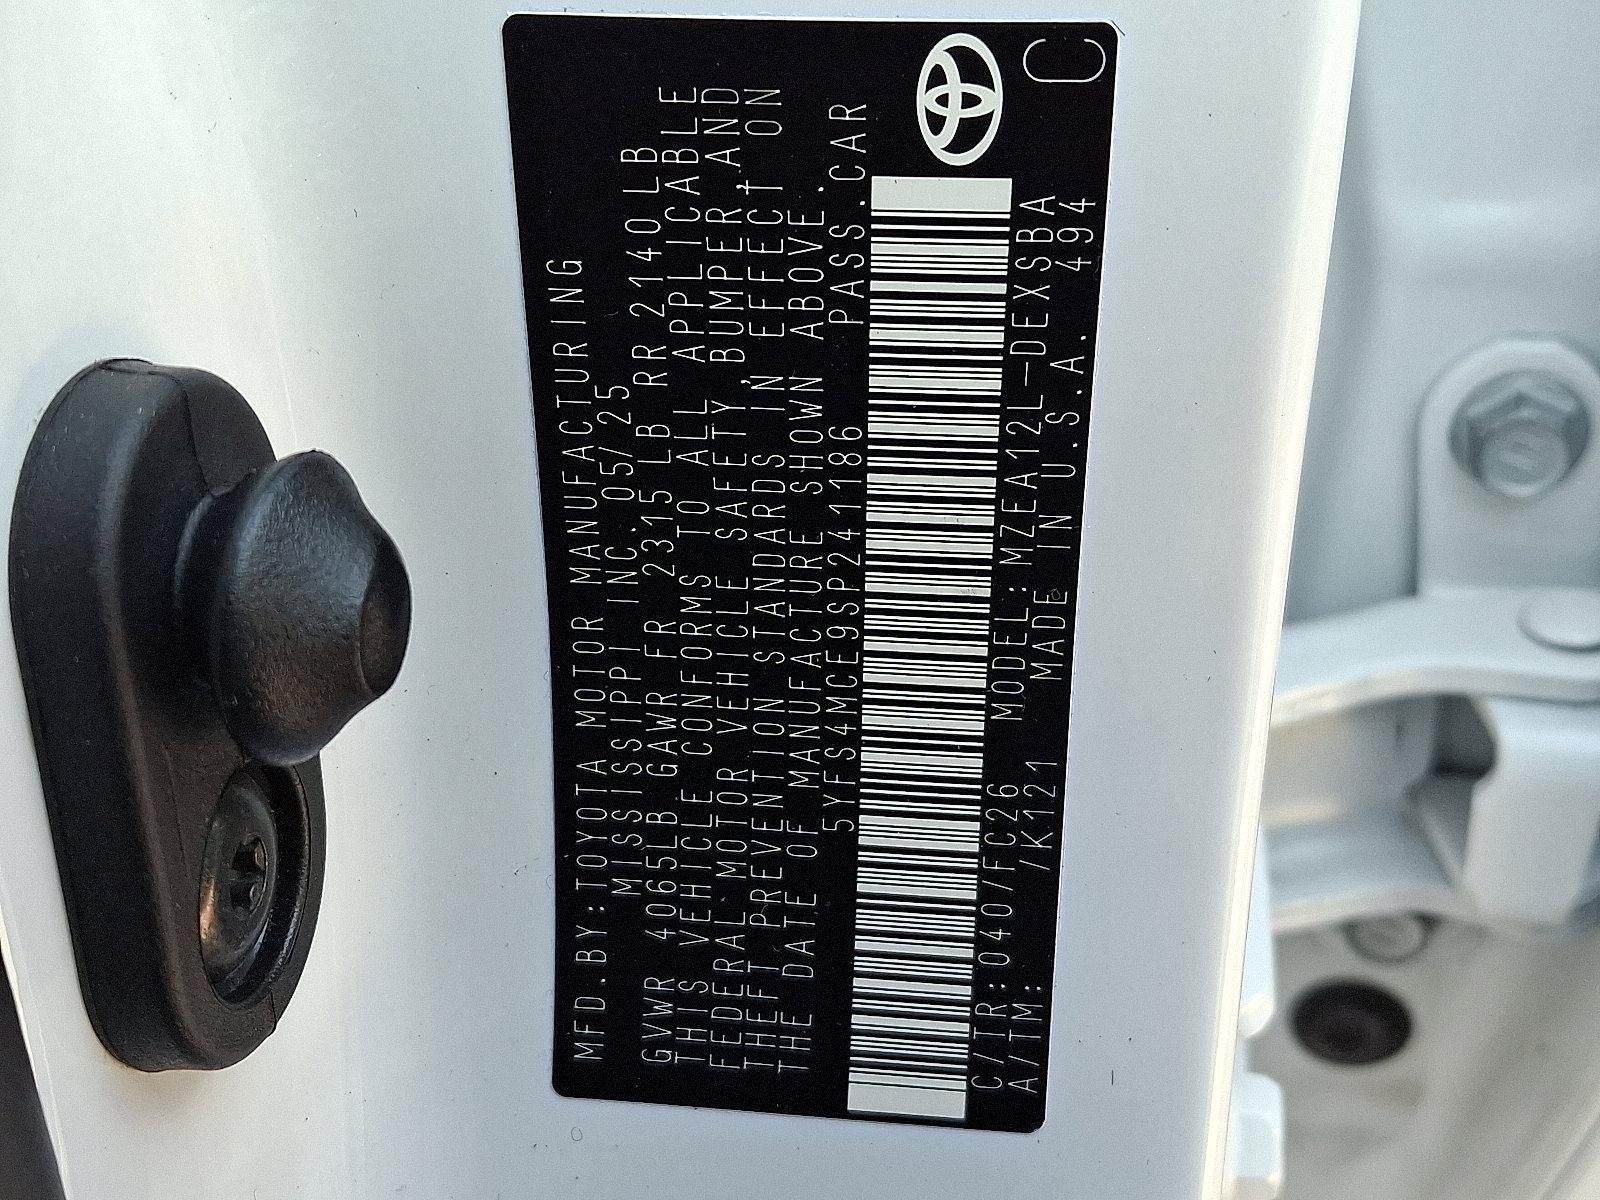 MFD.BY:TOYOTA MOTOR MANUFACTURING
MISSISSIPPI INC. 05/25
GVWR 4065LB GAWR FR 2315 LB RR 2140 LB
THIS VEHICLE CONFORMS TO ALL APPLICABLE
FEDERAL MOTOR VEHICLE SAFETY, BUMPER, AND
THEFT PREVENTION STANDARDS IN EFFECT ON
THE DATE OF MANUFACTURE SHOWN ABOVE.
5YFS4MCE9SP241186 PASS.CAR
C/TR:040/FC26 MODEL:MZEA12L-DEXSBA
A/TM: /K121 MADE IN U.S.A. 494
C